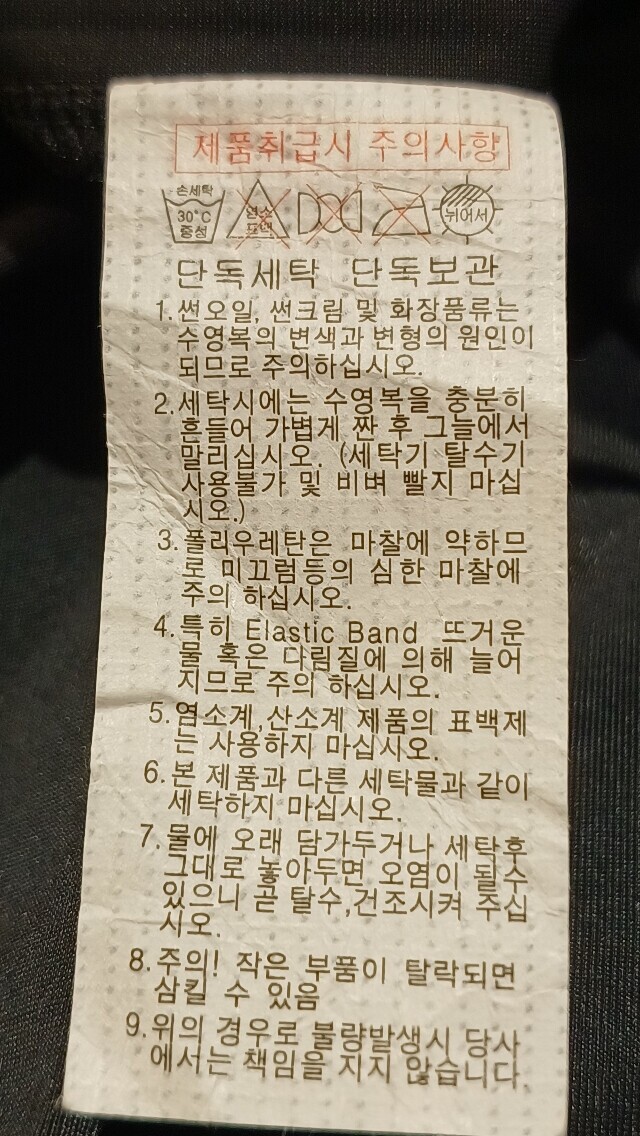 제품취급시 주의사항
손세탁
30°C
중성
염소
표백
뉘어서
단독세탁 단독보관
1.썬오일, 썬크림 및 화장품류는
수영복의 변색과 변형의 원인이
되므로 주의하십시오.
2.세탁시에는 수영복을 충분히
흔들어 가볍게 짠 후 그늘에서
말리십시오. (세탁기 탈수기
사용불가 및 비벼 빨지 마십
시오.)
3.폴리우레탄은 마찰에 약하므
로 미끄럼등의 심한 마찰에
주의 하십시오.
4.특히 Elastic Band 뜨거운
물 혹은 다림질에 의해 늘어
지므로 주의 하십시오.
5.염소계,산소계 제품의 표백제
는 사용하지 마십시오.
6.본 제품과 다른 세탁물과 같이
세탁하지 마십시오.
7.물에 오래 담가두거나 세탁후
그대로 놓아두면 오염이 될수
있으니 곧 탈수,건조시켜 주십
시오.
8.주의! 작은 부품이 탈락되면
삼킬 수 있음
9.위의 경우로 불량발생시 당사
에서는 책임을 지지 않습니다.